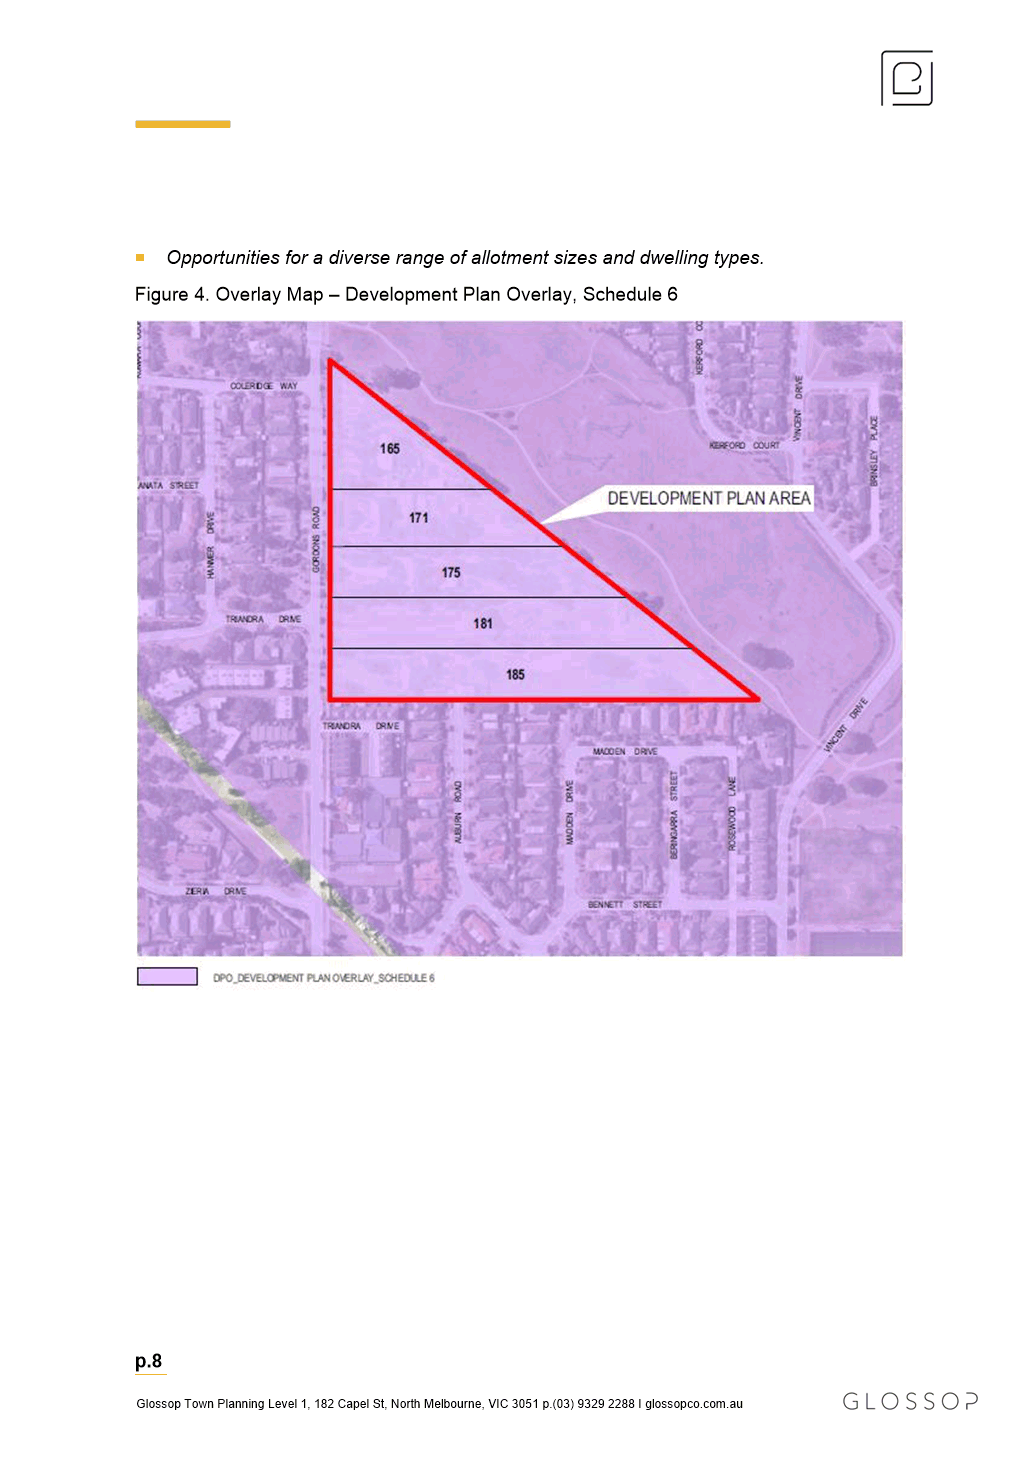 Opportunities for a diverse range of allotment sizes and dwelling types.
Figure 4. Overlay Map – Development Plan Overlay, Schedule 6
COLERIDGE WAY
KERFORD CO
VINCENT DRIVE
BRINSLEY PLACE
KERFORD COURT
165
ANATA STREET
DEVELOPMENT PLAN AREA
HANMER DRIVE
GORDONS ROAD
171
175
TRIANDRA DRIVE
181
185
TRIANDRA DRIVE
VINCENT DRIVE
MADDEN DRIVE
AUBURN ROAD
MADDEN DRIVE
BERINGARRA STREET
ROSEWOOD LANE
ZIERIA DRIVE
BENNETT STREET
DPO_DEVELOPMENT PLAN OVERLAY_SCHEDULE 6
p.8
Glossop Town Planning Level 1, 182 Capel St, North Melbourne, VIC 3051 p.(03) 9329 2288 I glossopco.com.au
GLOSSOP